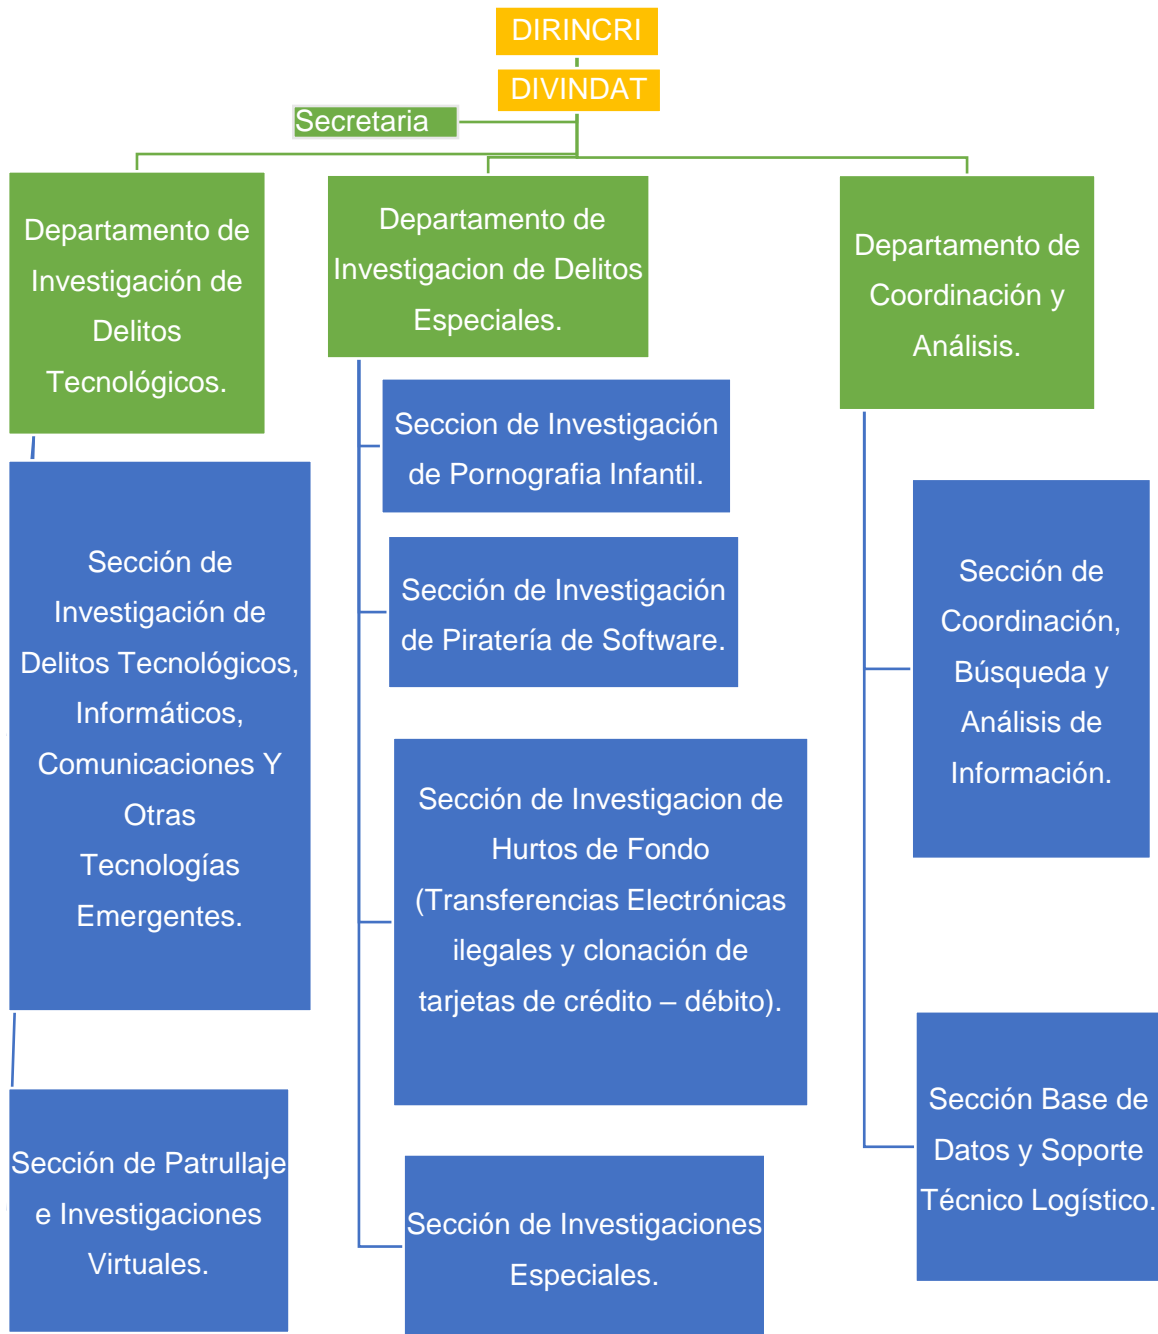 DIRINCRI
DIVINDAT
Secretaria
Departamento de
Investigación de
Delitos
Tecnológicos.
Departamento de
Investigacion de Delitos
Especiales.
Departamento de
Coordinación y
Análisis.
Sección de
Investigación de
Delitos Tecnológicos,
Informáticos,
Comunicaciones Y
Otras
Tecnologías
Emergentes.
Sección de Patrullaje
e Investigaciones
Virtuales.
Seccion de Investigación
de Pornografia Infantil.
Sección de Investigación
de Piratería de Software.
Sección de Investigacion de
Hurtos de Fondo
(Transferencias Electrónicas
ilegales y clonación de
tarjetas de crédito – débito).
Sección de Investigaciones
Especiales.
Sección de
Coordinación,
Búsqueda y
Análisis de
Información.
Sección Base de
Datos y Soporte
Técnico Logístico.